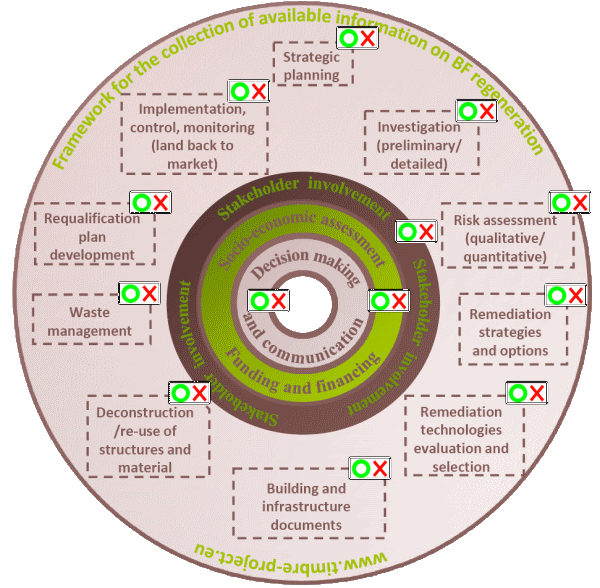 Framework for the collection of available information on BF regeneration
Strategic
planning
Implementation,
control, monitoring
(land back to
market)
Investigation
(preliminary/
detailed)
Requalification
plan
development
Risk assessment
(qualitative/
quantitative)
Stakeholder involvement
Socio-economic assessment
Decision making
and communication
Funding and financing
Stakeholder involvement
Stakeholder involvement
Waste
management
Remediation
strategies
and options
Deconstruction
/re-use of
structures and
material
Remediation
technologies
evaluation and
selection
Building and
infrastructure
documents
www.timbre-project.eu